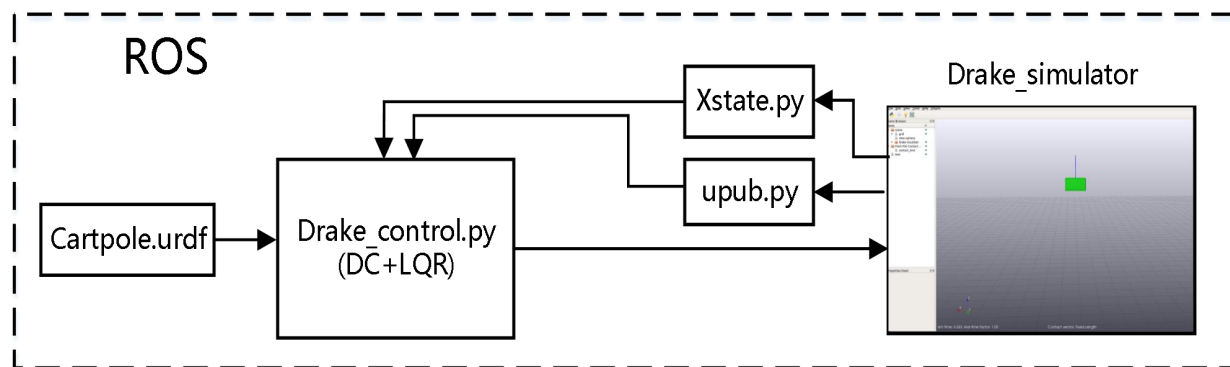 ROS
Xstate.py
Drake_simulator
upub.py
Cartpole.urdf
Drake_control.py
(DC+LQR)